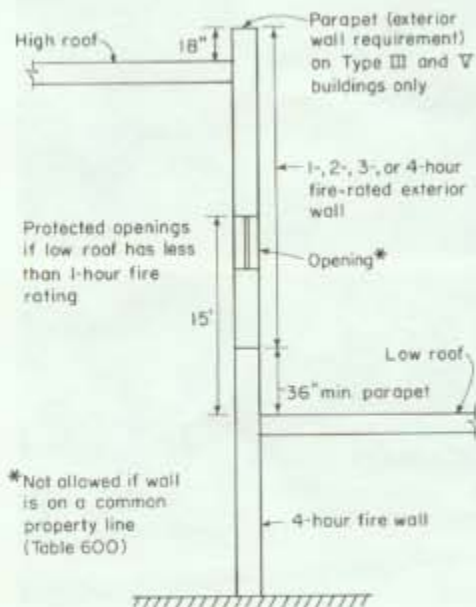 High roof
18"
Parapet (exterior
wall requirement)
on Type III and V
buildings only
1-, 2-, 3-, or 4-hour
fire-rated exterior
wall
Protected openings
if low roof has less
than 1-hour fire
rating
Opening*
15'
Low roof
36" min. parapet
*Not allowed if wall
is on a common
property line
(Table 600)
4-hour fire wall